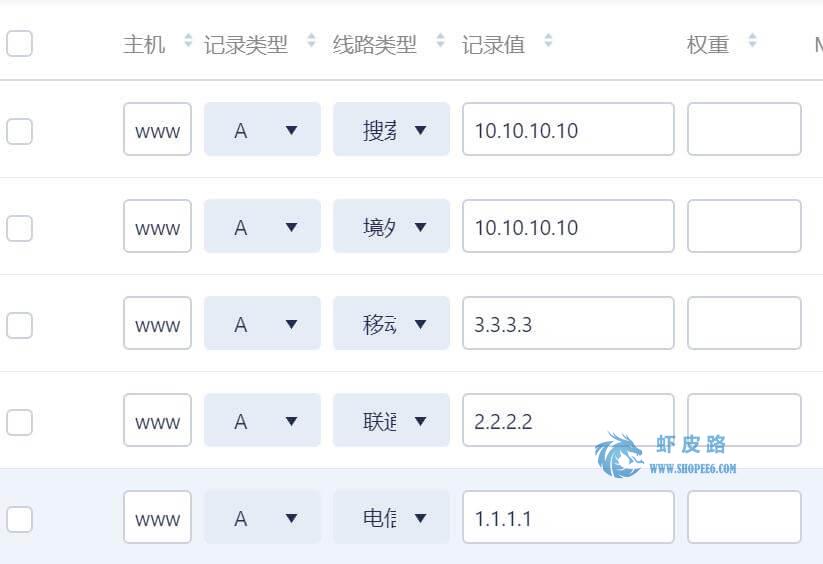 主机 记录类型 线路类型 记录值 权重 M
www A 搜索 10.10.10.10
www A 境外 10.10.10.10
www A 移动 3.3.3.3
www A 联通 2.2.2.2
虾皮路
WWW.SHOPEE6.COM
www A 电信 1.1.1.1